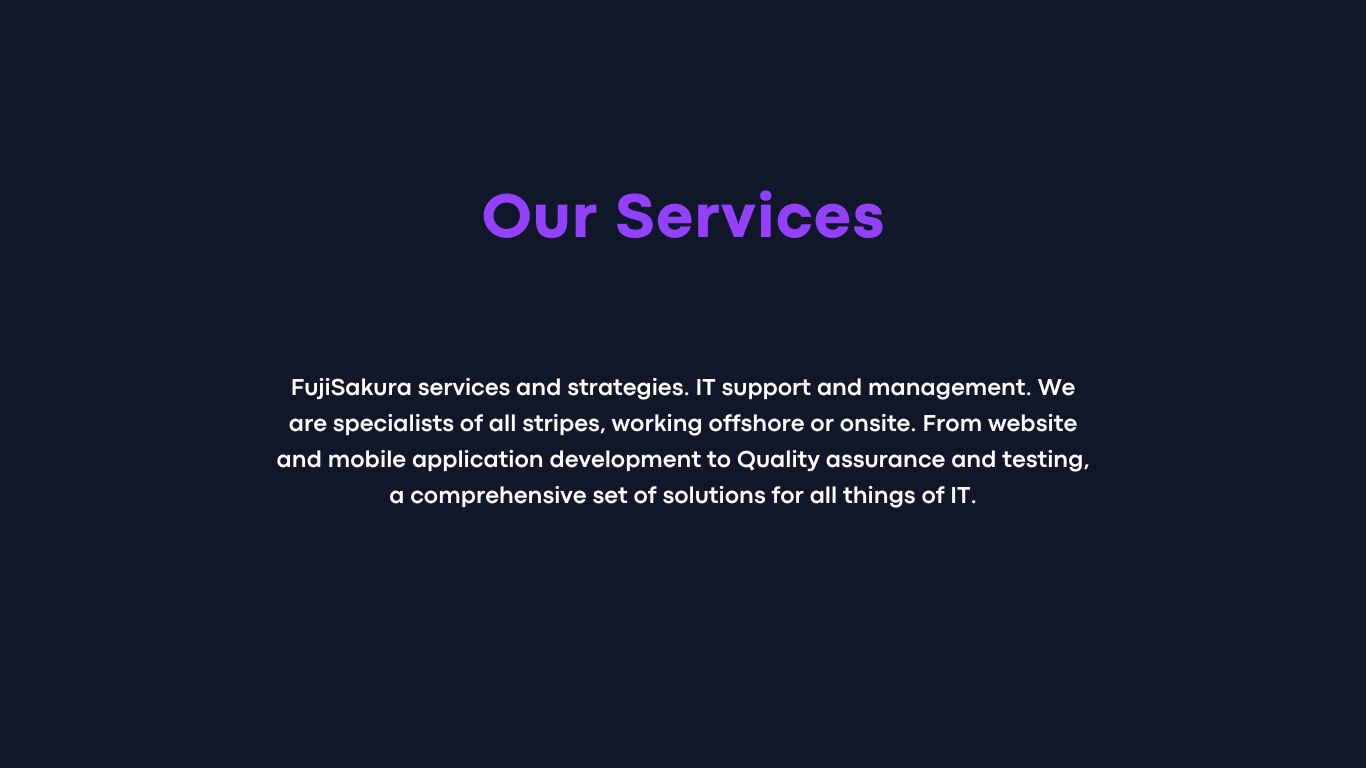 Our Services
FujiSakura services and strategies. IT support and management. We
are specialists of all stripes, working offshore or onsite. From website
and mobile application development to Quality assurance and testing,
a comprehensive set of solutions for all things of IT.